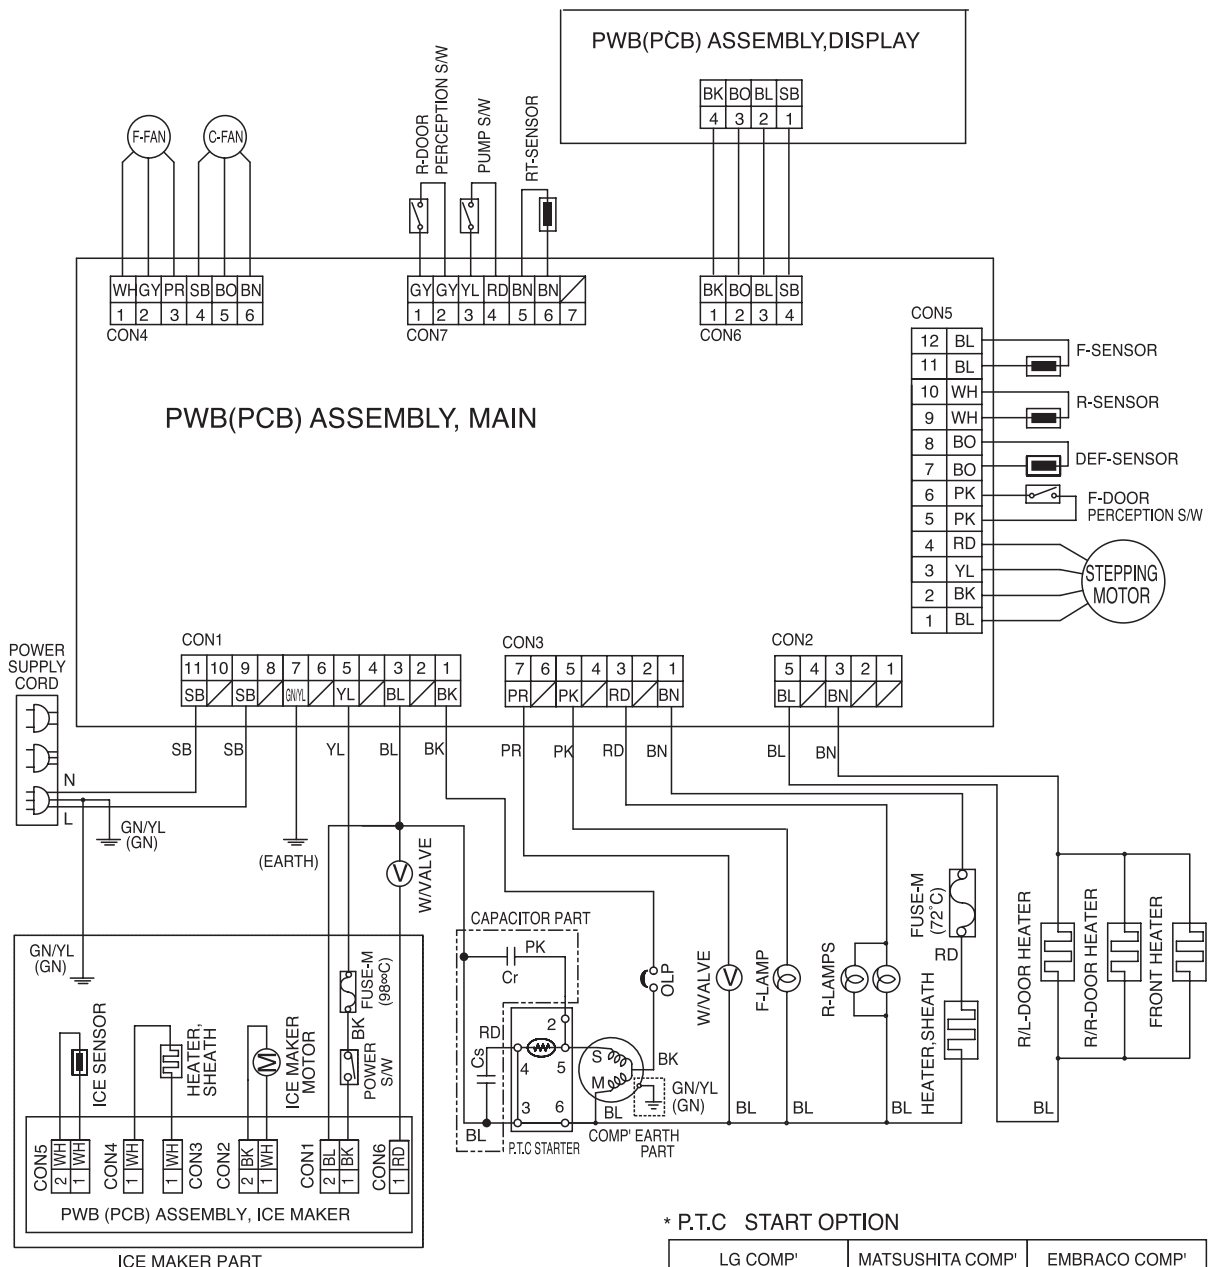 PWB(PCB) ASSEMBLY,DISPLAY
BK BO BL SB
4 3 2 1
F-FAN
C-FAN
R-DOOR
PERCEPTION S/W
PUMP S/W
RT-SENSOR
WH GY PR SB BO BN
1 2 3 4 5 6
CON4
GY GY YL RD BN BN
1 2 3 4 5 6 7
CON7
BK BO BL SB
1 2 3 4
CON6
CON5
12 BL
11 BL
10 WH
9 WH
8 BO
7 BO
6 PK
5 PK
4 RD
3 YL
2 BK
1 BL
F-SENSOR
R-SENSOR
DEF-SENSOR
F-DOOR
PERCEPTION S/W
STEPPING
MOTOR
PWB(PCB) ASSEMBLY, MAIN
POWER
SUPPLY
CORD
N
L
GN/YL
(GN)
CON1
11 10 9 8 7 6 5 4 3 2 1
SB SB GN/YL YL BL BK
CON3
7 6 5 4 3 2 1
PR PK RD BN
CON2
5 4 3 2 1
BL BN
SB SB YL BL BK PR PK RD BN BL BN
(EARTH)
W/VALVE
CAPACITOR PART
PK
Cr
RD
Cs
BL
2
4 5
3 6
P.T.C STARTER
OLP
S
M
BK
BL
GN/YL
(GN)
COMP' EARTH
PART
W/VALVE
BL
F-LAMP
BL
R-LAMPS
BL
FUSE-M
(72°C)
RD
HEATER,SHEATH
BL
R/L-DOOR HEATER
R/R-DOOR HEATER
FRONT HEATER
GN/YL
(GN)
ICE SENSOR
HEATER,
SHEATH
M
ICE MAKER
MOTOR
FUSE-M
(98∞C)
BK
POWER
S/W
CON5
2 WH
1 WH
CON4
1 WH
1 WH
CON3
CON2
2 BK
1 WH
CON1
2 BL
1 BK
CON6
1 RD
PWB (PCB) ASSEMBLY, ICE MAKER
ICE MAKER PART
* P.T.C START OPTION
LG COMP' MATSUSHITA COMP' EMBRACO COMP'